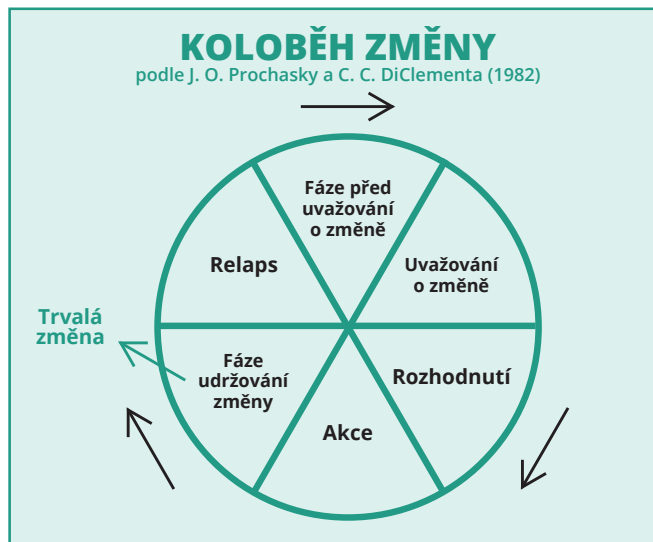 KOLOBĚH ZMĚNY
podle J. O. Prochasky a C. C. DiClementa (1982)
Fáze před
uvažování
o změně
Uvažování
o změně
Rozhodnutí
Akce
Fáze
udržování
změny
Trvalá
změna
Relaps